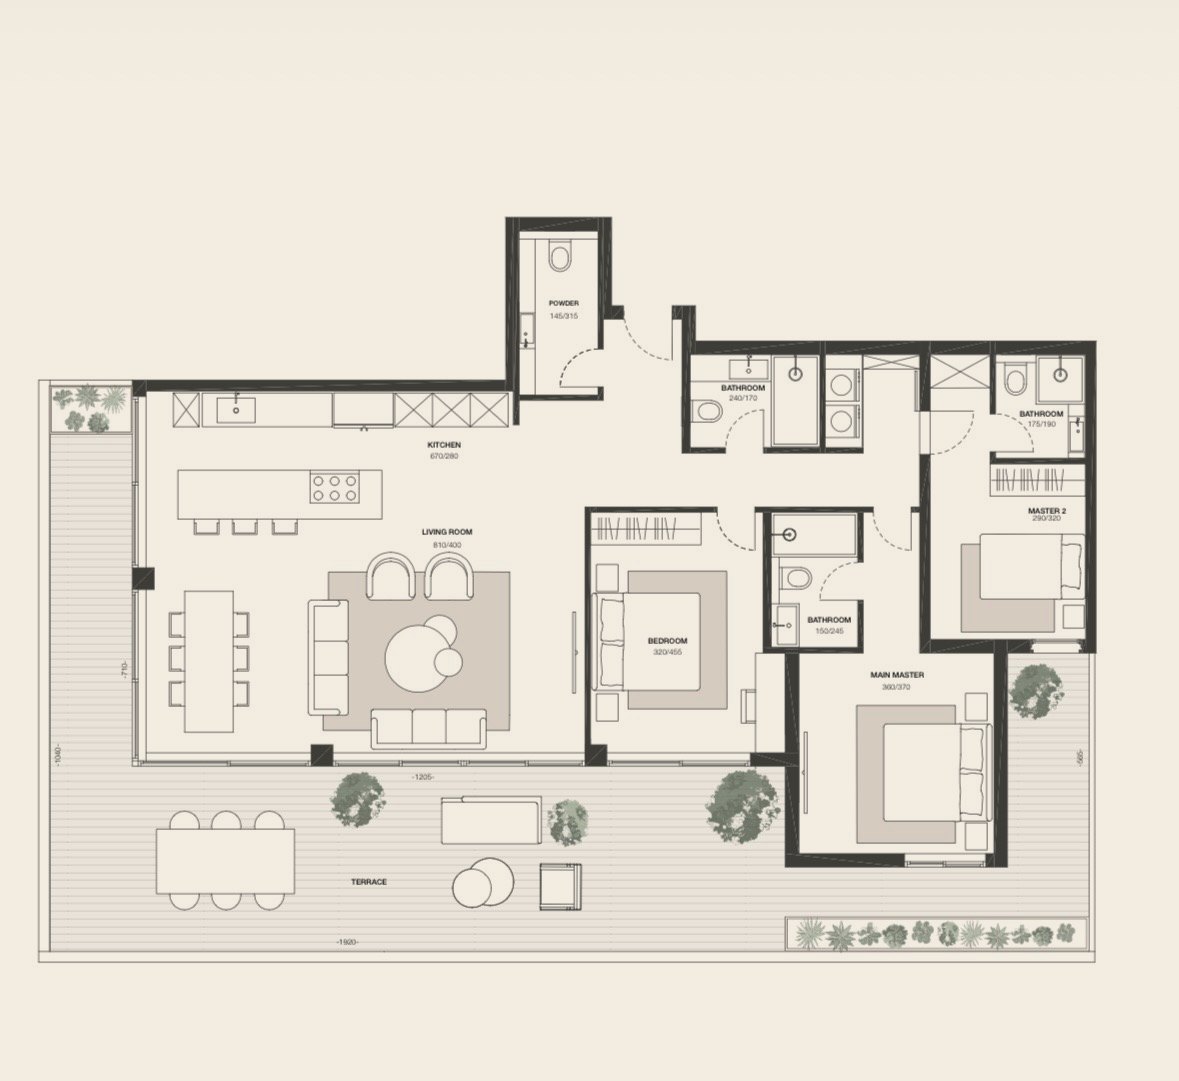 POWDER
145/315
BATHROOM
240/170
BATHROOM
175/190
KITCHEN
670/280
LIVING ROOM
810/400
MASTER 2
290/320
BATHROOM
150/245
BEDROOM
320/455
MAIN MASTER
360/370
-710-
-1040-
-1205-
-565-
TERRACE
-1920-